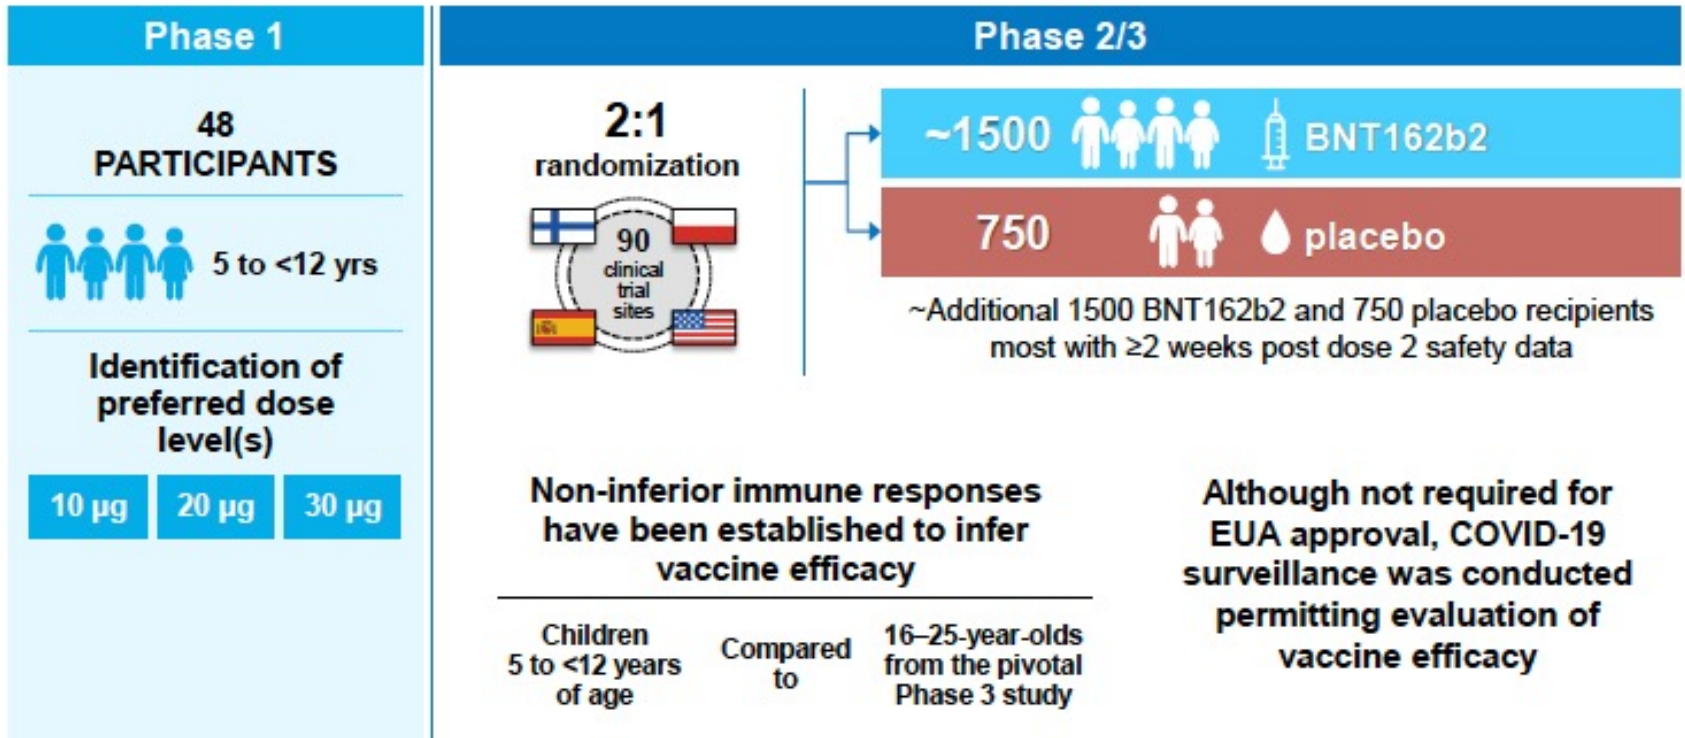 Phase 1
48
PARTICIPANTS
5 to <12 yrs
Identification of
preferred dose
level(s)
10 µg
20 µg
30 µg
Phase 2/3
2:1
randomization
90
clinical
trial
sites
~1500
BNT162b2
750
placebo
~Additional 1500 BNT162b2 and 750 placebo recipients
most with ≥2 weeks post dose 2 safety data
Non-inferior immune responses
have been established to infer
vaccine efficacy
Children
5 to <12 years
of age
Compared
to
16–25-year-olds
from the pivotal
Phase 3 study
Although not required for
EUA approval, COVID-19
surveillance was conducted
permitting evaluation of
vaccine efficacy